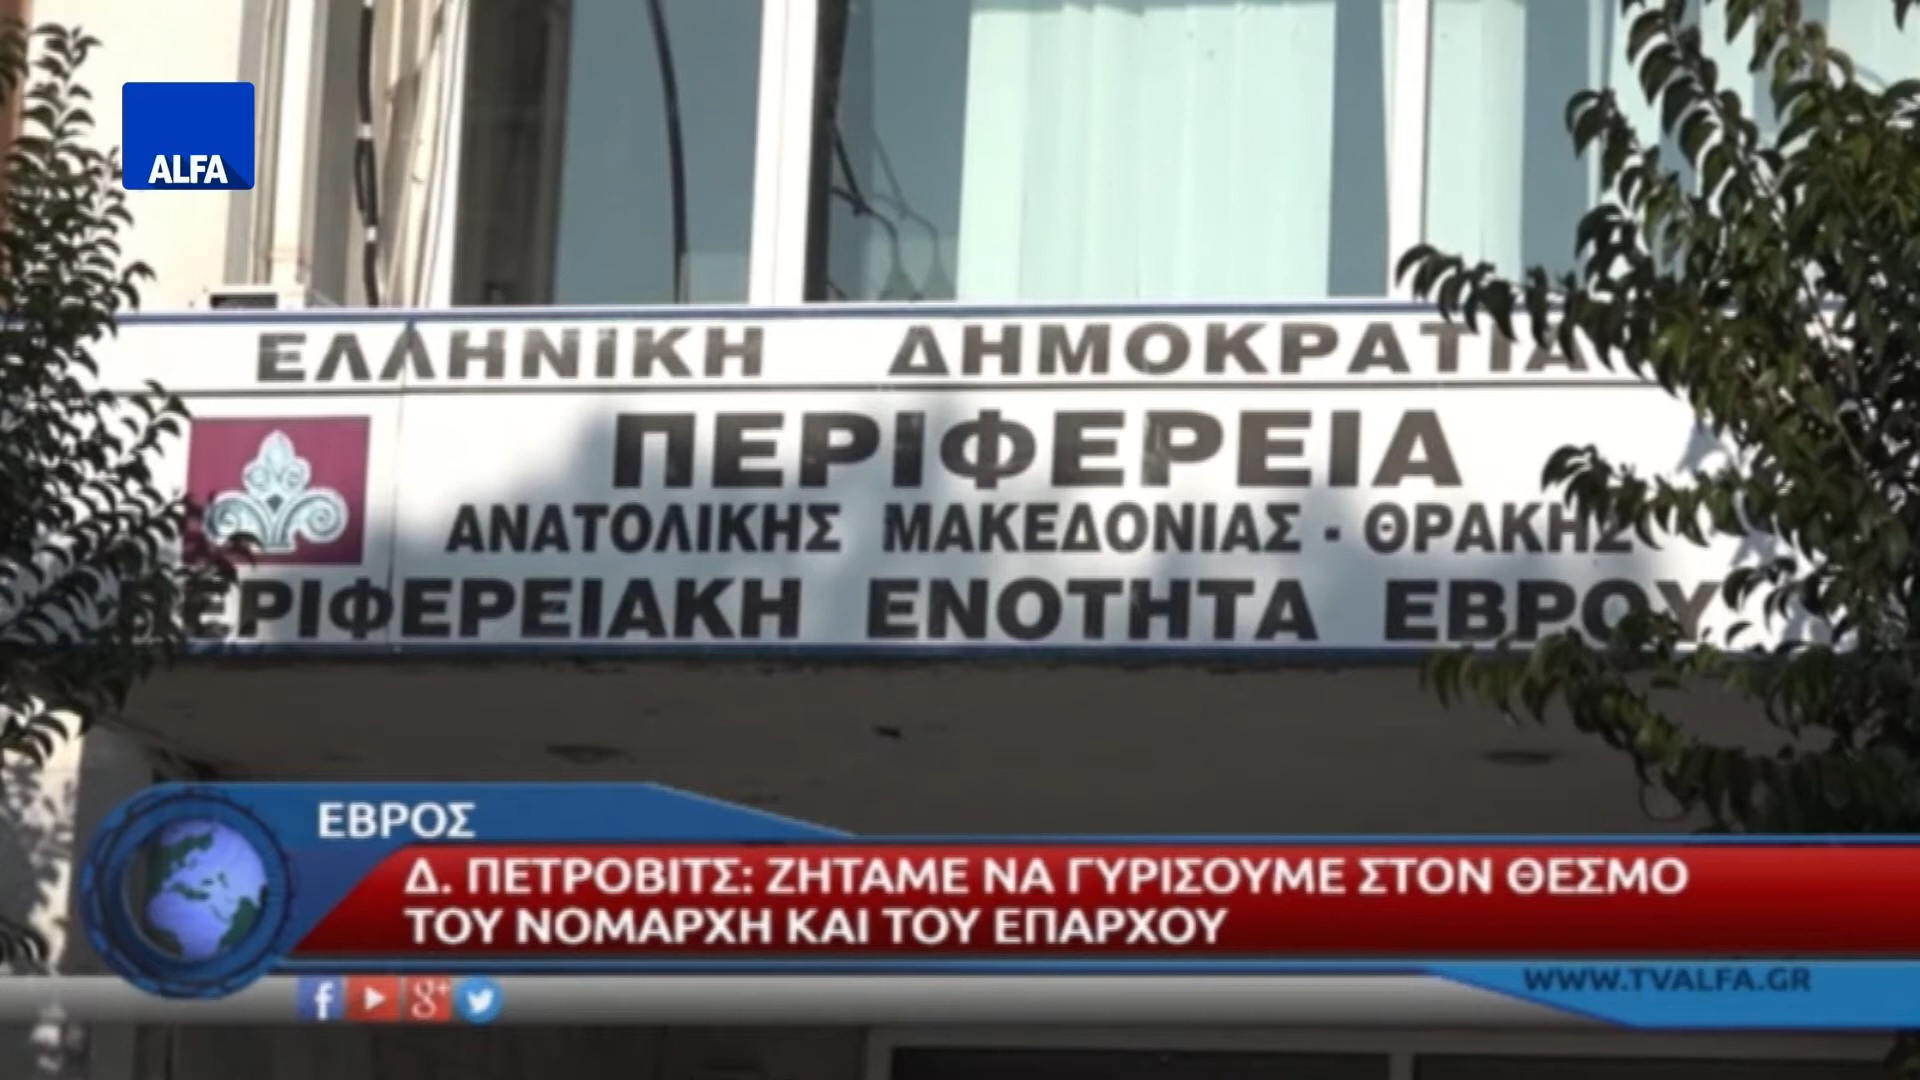 ALFA
ΕΛΛΗΝΙΚΗ ΔΗΜΟΚΡΑΤΙΑ
ΠΕΡΙΦΕΡΕΙΑ
ΑΝΑΤΟΛΙΚΗΣ ΜΑΚΕΔΟΝΙΑΣ - ΘΡΑΚΗΣ
ΠΕΡΙΦΕΡΕΙΑΚΗ ΕΝΟΤΗΤΑ ΕΒΡΟΥ
ΕΒΡΟΣ
Δ. ΠΕΤΡΟΒΙΤΣ: ΖΗΤΑΜΕ ΝΑ ΓΥΡΙΣΟΥΜΕ ΣΤΟΝ ΘΕΣΜΟ
ΤΟΥ ΝΟΜΑΡΧΗ ΚΑΙ ΤΟΥ ΕΠΑΡΧΟΥ
WWW.TVALFA.GR
f g+